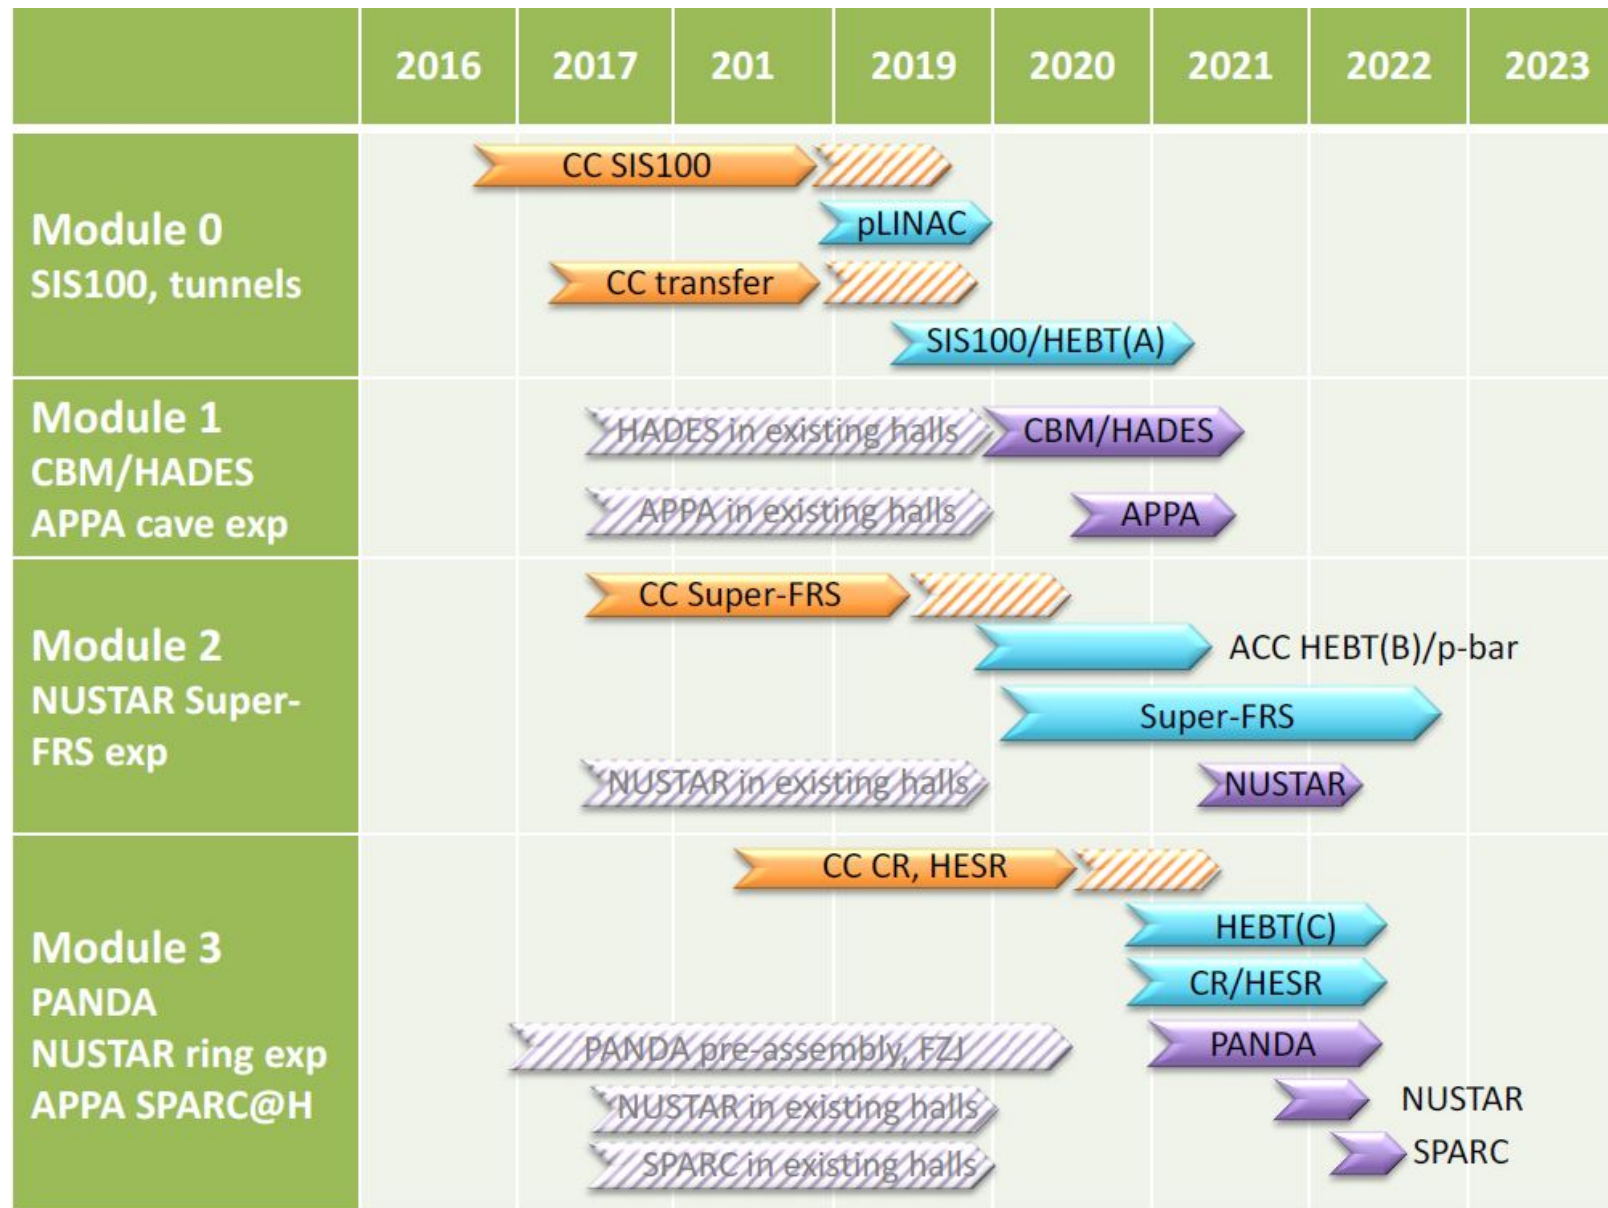 2016 2017 201 2019 2020 2021 2022 2023
Module 0
SIS100, tunnels
CC SIS100
pLINAC
CC transfer
SIS100/HEBT(A)
Module 1
CBM/HADES
APPA cave exp
HADES in existing halls
CBM/HADES
APPA in existing halls
APPA
Module 2
NUSTAR Super-
FRS exp
CC Super-FRS
ACC HEBT(B)/p-bar
Super-FRS
NUSTAR in existing halls
NUSTAR
Module 3
PANDA
NUSTAR ring exp
APPA SPARC@H
CC CR, HESR
HEBT(C)
CR/HESR
PANDA pre-assembly, FZJ
PANDA
NUSTAR in existing halls
NUSTAR
SPARC in existing halls
SPARC